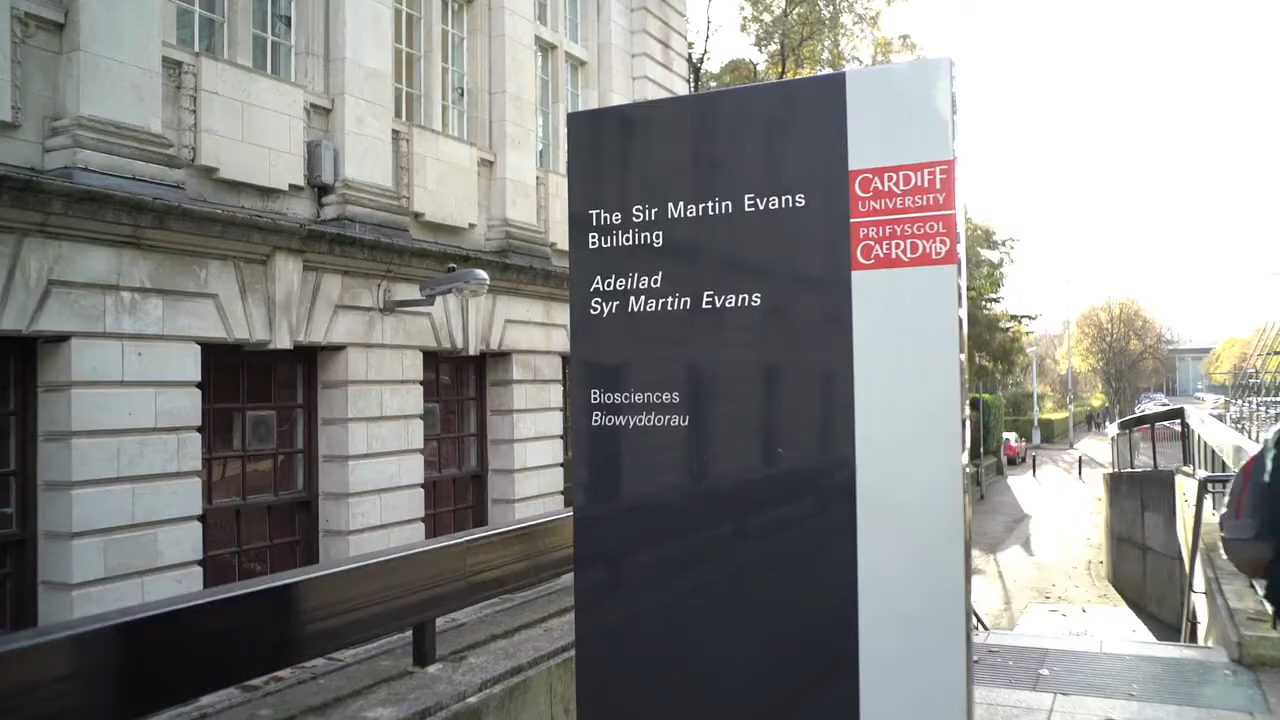 The Sir Martin Evans
Building
Adeilad
Syr Martin Evans
Biosciences
Biowyddorau
CARDIFF
UNIVERSITY
PRIFYSGOL
CAERDYD